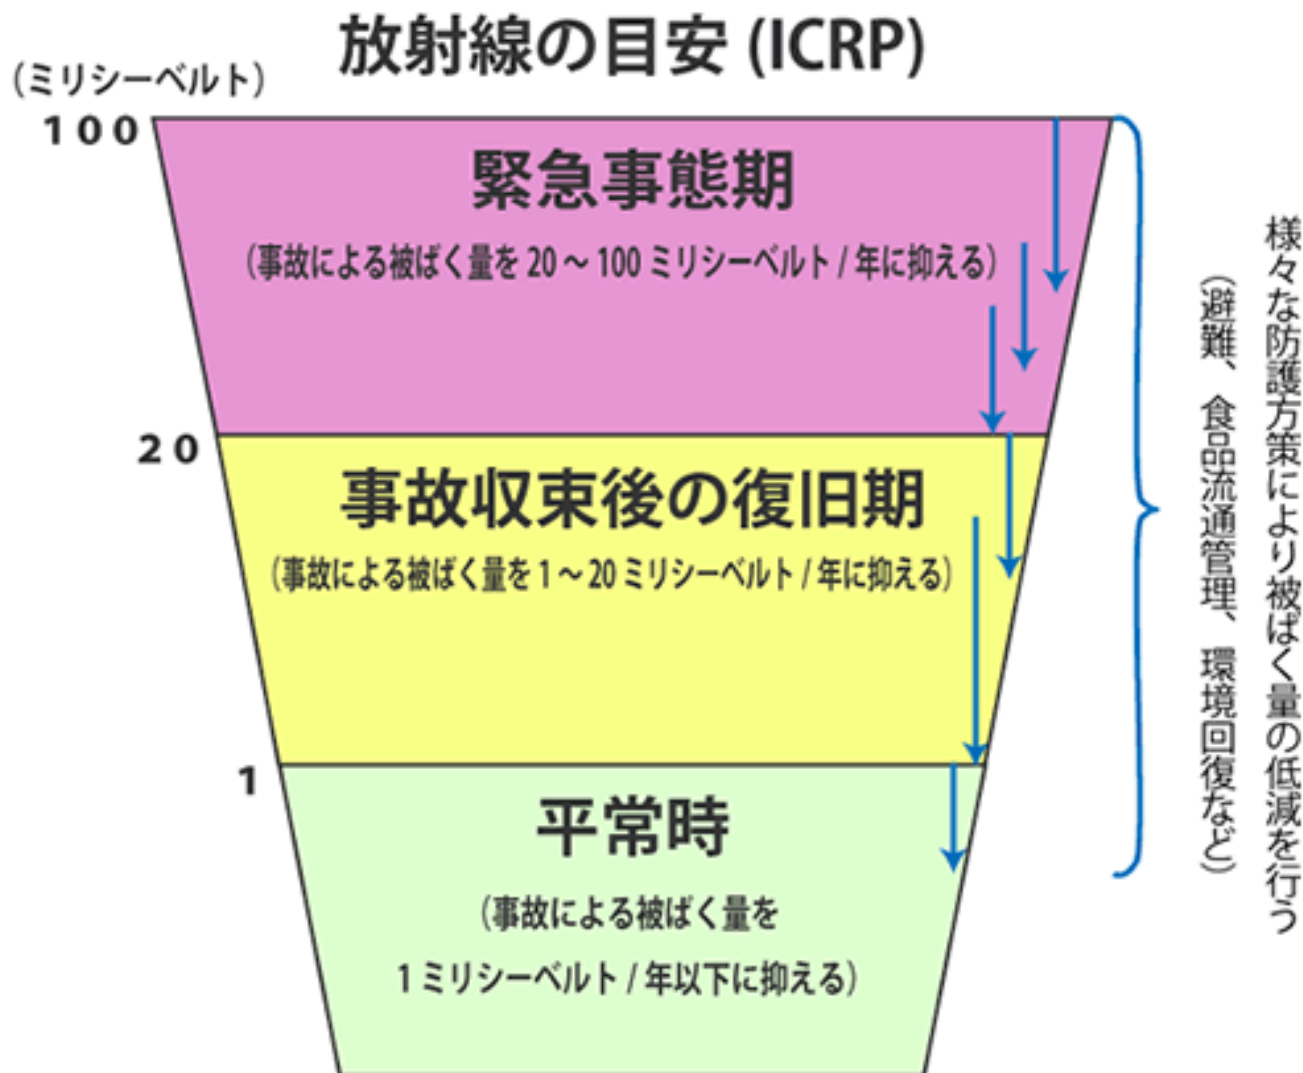 放射線の目安 (ICRP)
(ミリシーベルト)
100
緊急事態期
(事故による被ばく量を 20 〜 100 ミリシーベルト / 年に抑える)
20
事故収束後の復旧期
(事故による被ばく量を 1 〜 20 ミリシーベルト / 年に抑える)
1
平常時
(事故による被ばく量を
1 ミリシーベルト / 年以下に抑える)
様々な防護方策により被ばく量の低減を行う
(避難、食品流通管理、環境回復など)